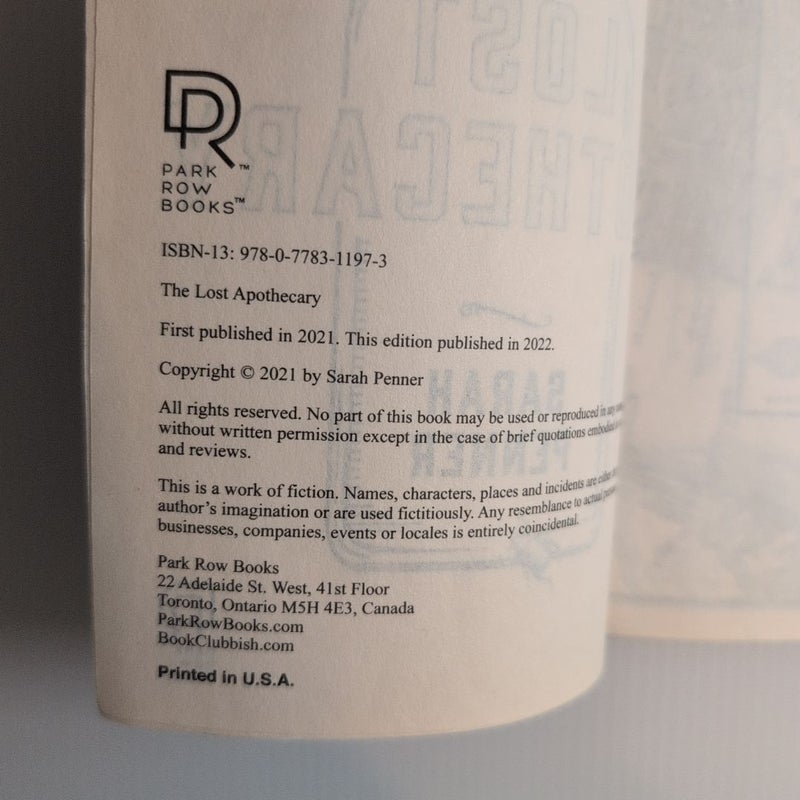 PARK™
ROW
BOOKS™
ISBN-13: 978-0-7783-1197-3
The Lost Apothecary
First published in 2021. This edition published in 2022.
Copyright © 2021 by Sarah Penner
All rights reserved. No part of this book may be used or reproduced in any
without written permission except in the case of brief quotations embodied
and reviews.
This is a work of fiction. Names, characters, places and incidents are either
author's imagination or are used fictitiously. Any resemblance to actual
businesses, companies, events or locales is entirely coincidental.
Park Row Books
22 Adelaide St. West, 41st Floor
Toronto, Ontario M5H 4E3, Canada
ParkRowBooks.com
BookClubbish.com
Printed in U.S.A.